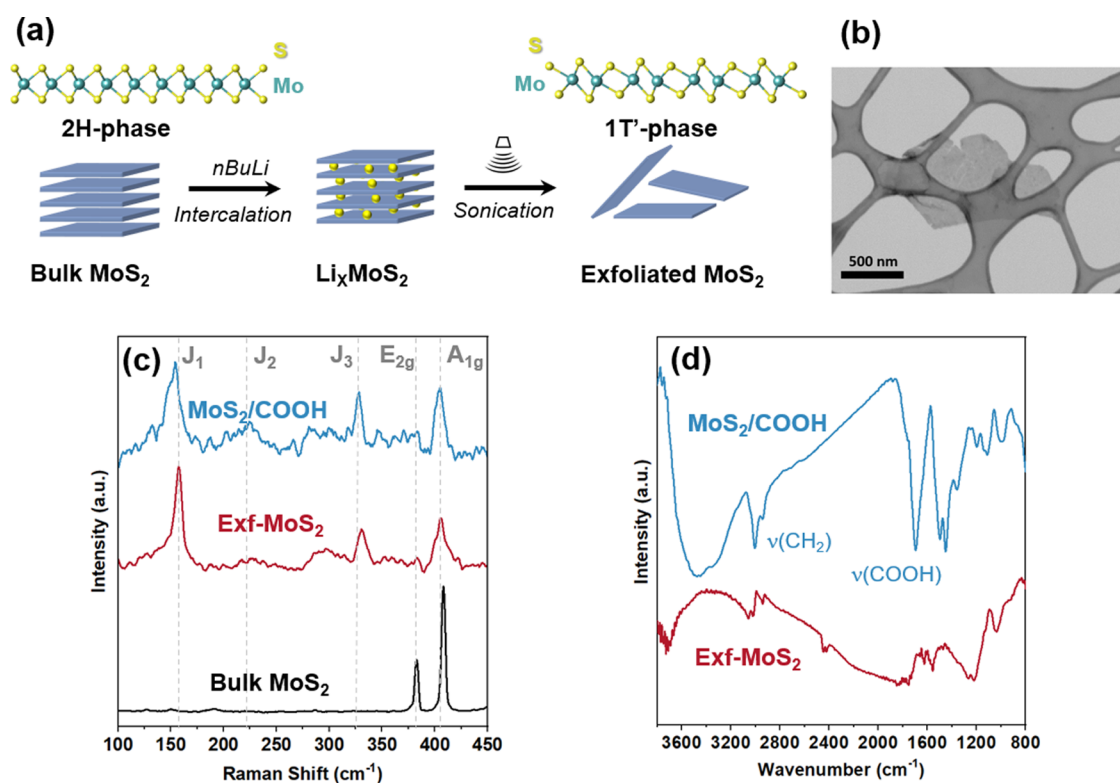 (a)
S
Mo
2H-phase
S
Mo
1T’-phase
nBuLi
Intercalation
Sonication
Bulk MoS₂
LiₓMoS₂
Exfoliated MoS₂
(b)
500 nm
(c)
J₁
J₂
J₃
E₂g
A₁g
MoS₂/COOH
Exf-MoS₂
Bulk MoS₂
Intensity (a.u.)
100 150 200 250 300 350 400 450
Raman Shift (cm⁻¹)
(d)
MoS₂/COOH
ν(CH₂)
ν(COOH)
Exf-MoS₂
Intensity (a.u.)
3600 2800 2000 1600 1200 800
Wavenumber (cm⁻¹)